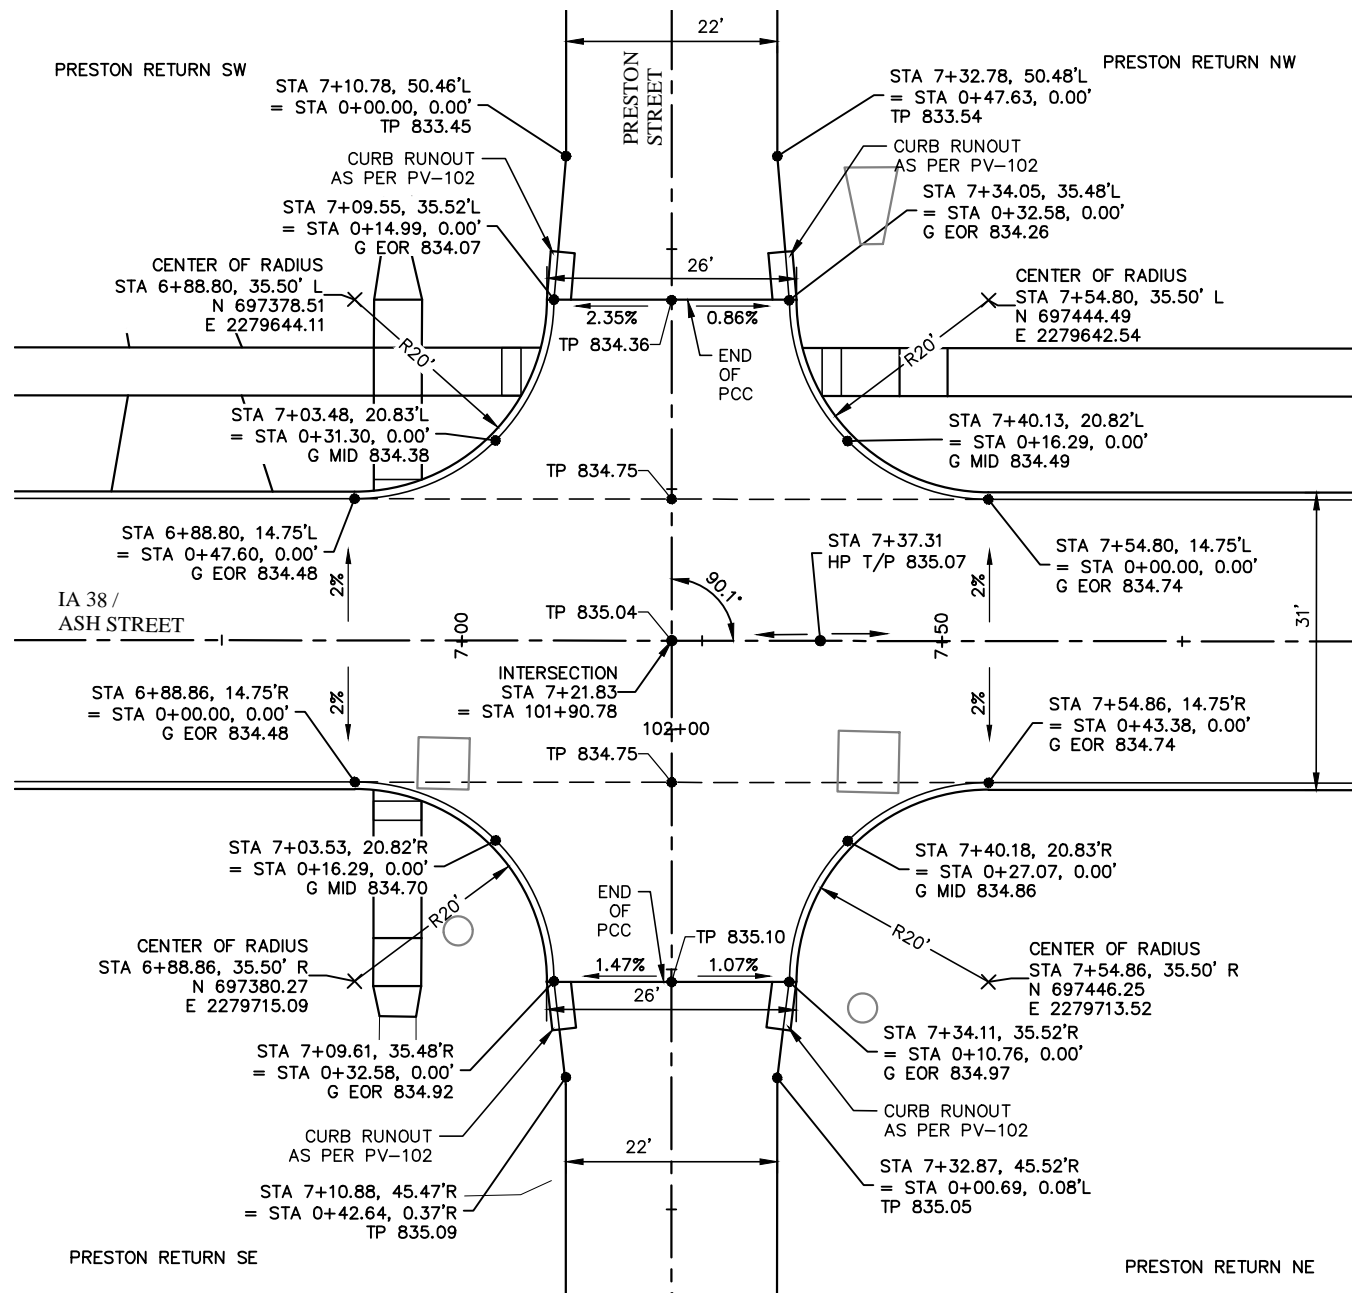 22'
PRESTON RETURN SW
PRESTON
STREET
PRESTON RETURN NW
STA 7+10.78, 50.46'L
= STA 0+00.00, 0.00'
TP 833.45
STA 7+32.78, 50.48'L
= STA 0+47.63, 0.00'
TP 833.54
CURB RUNOUT
AS PER PV-102
CURB RUNOUT
AS PER PV-102
STA 7+09.55, 35.52'L
= STA 0+14.99, 0.00'
G EOR 834.07
STA 7+34.05, 35.48'L
= STA 0+32.58, 0.00'
G EOR 834.26
CENTER OF RADIUS
STA 6+88.80, 35.50' L
N 697378.51
E 2279644.11
26'
CENTER OF RADIUS
STA 7+54.80, 35.50' L
N 697444.49
E 2279642.54
2.35%
0.86%
TP 834.36
R20'
R20'
END
OF
PCC
STA 7+03.48, 20.83'L
= STA 0+31.30, 0.00'
G MID 834.38
STA 7+40.13, 20.82'L
= STA 0+16.29, 0.00'
G MID 834.49
TP 834.75
STA 6+88.80, 14.75'L
= STA 0+47.60, 0.00'
G EOR 834.48
STA 7+37.31
HP T/P 835.07
STA 7+54.80, 14.75'L
= STA 0+00.00, 0.00'
G EOR 834.74
2%
90.1°
2%
IA 38 /
ASH STREET
TP 835.04
31'
7+00
7+50
INTERSECTION
STA 7+21.83
= STA 101+90.78
2%
2%
STA 6+88.86, 14.75'R
= STA 0+00.00, 0.00'
G EOR 834.48
STA 7+54.86, 14.75'R
= STA 0+43.38, 0.00'
G EOR 834.74
102+00
TP 834.75
STA 7+03.53, 20.82'R
= STA 0+16.29, 0.00'
G MID 834.70
STA 7+40.18, 20.83'R
= STA 0+27.07, 0.00'
G MID 834.86
END
OF
PCC
R20'
R20'
TP 835.10
CENTER OF RADIUS
STA 6+88.86, 35.50' R
N 697380.27
E 2279715.09
1.47%
1.07%
CENTER OF RADIUS
STA 7+54.86, 35.50' R
N 697446.25
E 2279713.52
26'
STA 7+09.61, 35.48'R
= STA 0+32.58, 0.00'
G EOR 834.92
STA 7+34.11, 35.52'R
= STA 0+10.76, 0.00'
G EOR 834.97
CURB RUNOUT
AS PER PV-102
CURB RUNOUT
AS PER PV-102
22'
STA 7+10.88, 45.47'R
= STA 0+42.64, 0.37'R
TP 835.09
STA 7+32.87, 45.52'R
= STA 0+00.69, 0.08'L
TP 835.05
PRESTON RETURN SE
PRESTON RETURN NE